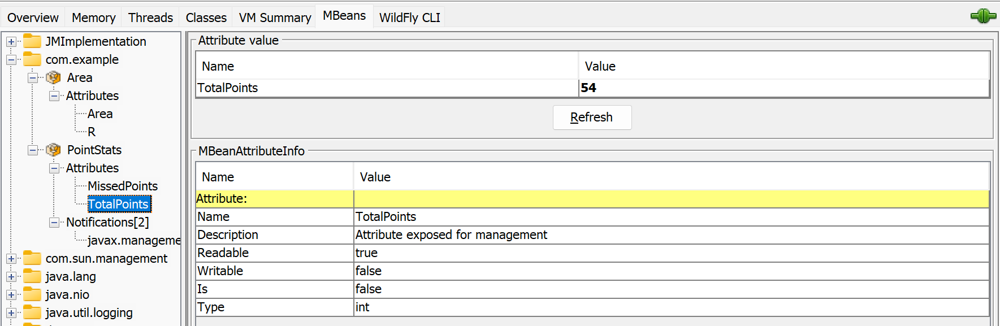 Overview Memory Threads Classes VM Summary MBeans WildFly CLI
JMImplementation
com.example
Area
Attributes
Area
R
PointStats
Attributes
MissedPoints
TotalPoints
Notifications[2]
javax.manageme
com.sun.management
java.lang
java.nio
java.util.logging
Attribute value
Name Value
TotalPoints 54
Refresh
MBeanAttributeInfo
Name Value
Attribute:
Name TotalPoints
Description Attribute exposed for management
Readable true
Writable false
Is false
Type int